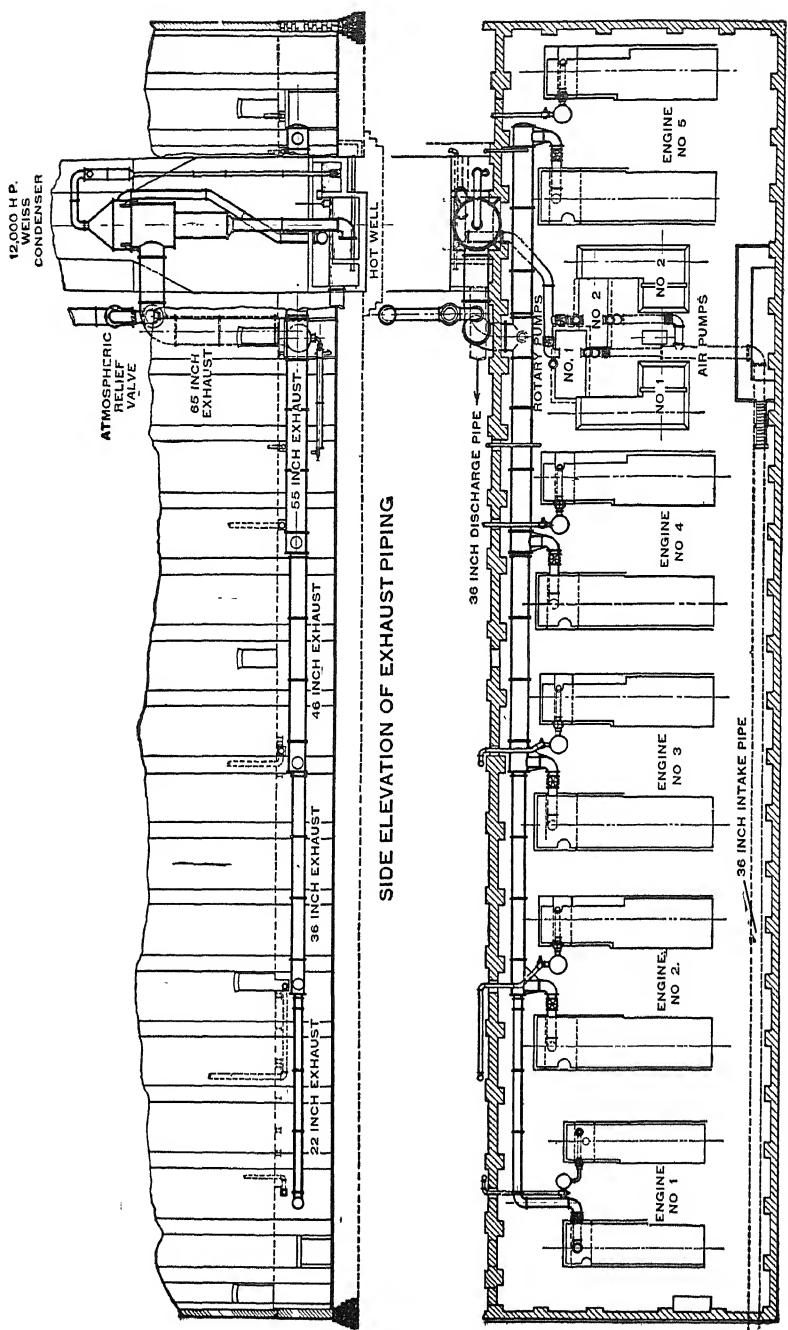 12,000 H.P.
WEISS
CONDENSER
ATMOSPHERIC
RELIEF
VALVE
65 INCH
EXHAUST
HOT WELL
55 INCH EXHAUST
46 INCH EXHAUST
36 INCH EXHAUST
22 INCH EXHAUST
SIDE ELEVATION OF EXHAUST PIPING
36 INCH DISCHARGE PIPE
ROTARY PUMPS
NO. 1
NO 2
AIR PUMPS
NO 1
NO 2
ENGINE
NO 5
ENGINE
NO 4
ENGINE
NO 3
ENGINE
NO 2.
ENGINE
NO 1
36 INCH INTAKE PIPE